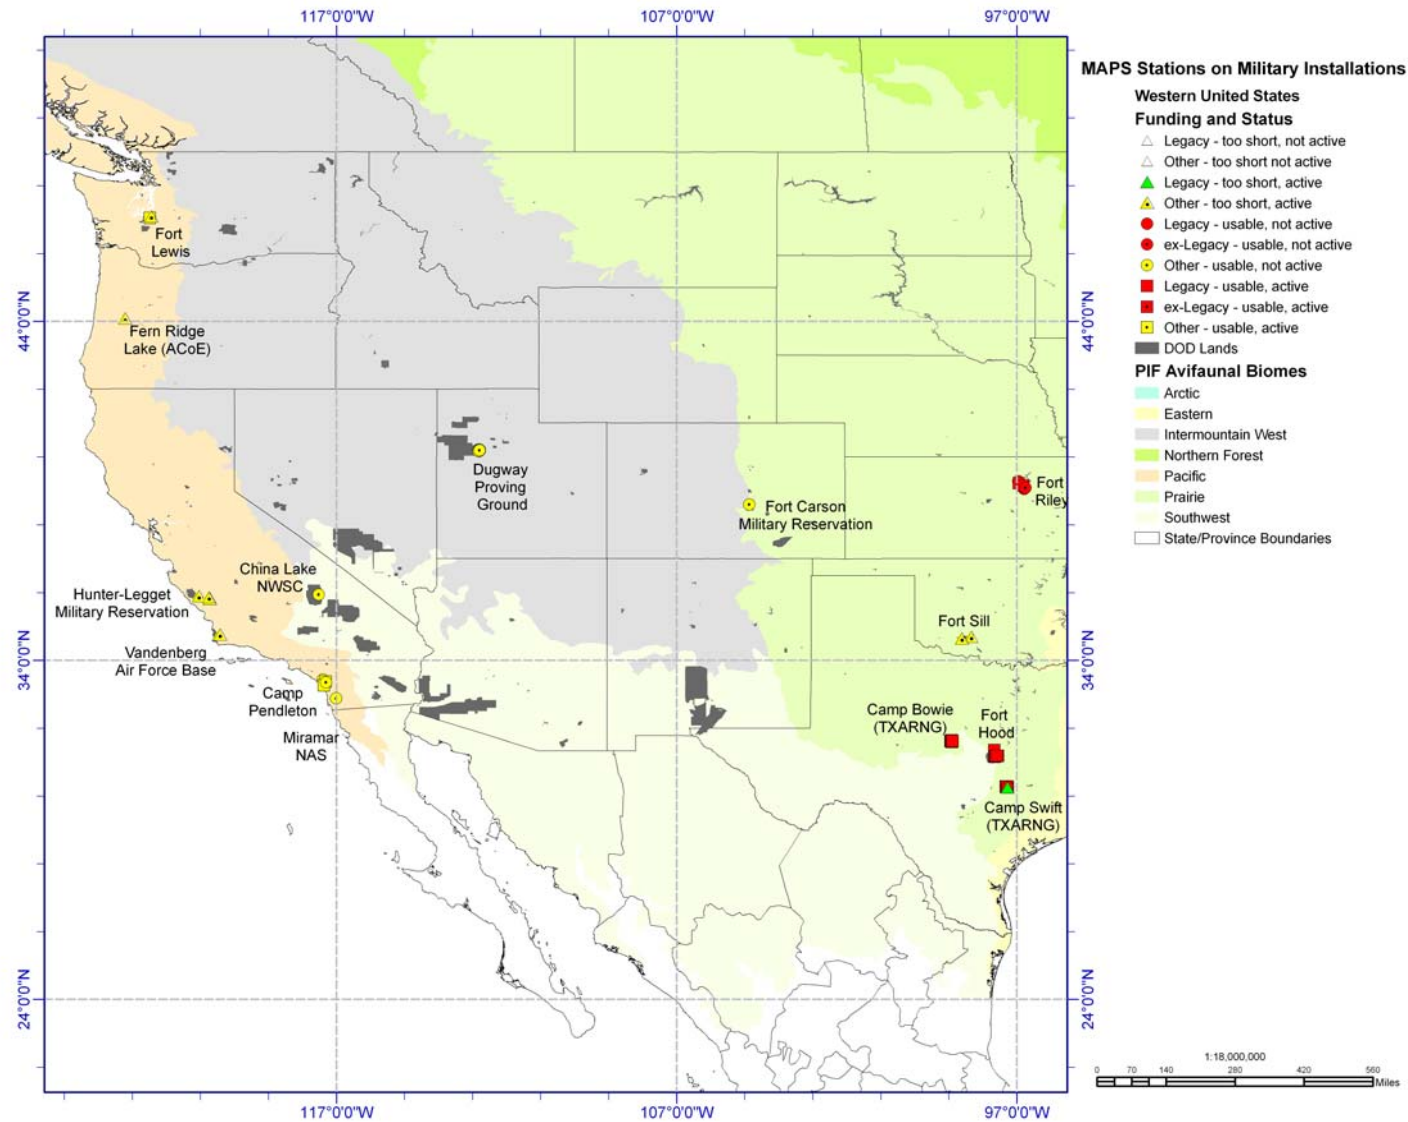 117°0'0"W
107°0'0"W
97°0'0"W
MAPS Stations on Military Installations
Western United States
Funding and Status
Legacy - too short, not active
Other - too short not active
Legacy - too short, active
Other - too short, active
Legacy - usable, not active
ex-Legacy - usable, not active
Other - usable, not active
Legacy - usable, active
ex-Legacy - usable, active
Other - usable, active
DOD Lands
PIF Avifaunal Biomes
Arctic
Eastern
Intermountain West
Northern Forest
Pacific
Prairie
Southwest
State/Province Boundaries
Fort
Lewis
44°0'0"N
44°0'0"N
Fern Ridge
Lake (ACoE)
Dugway
Proving
Ground
Fort Carson
Military Reservation
Fort
Riley
China Lake
NWSC
Hunter-Legget
Military Reservation
Fort Sill
Vandenberg
Air Force Base
34°0'0"N
34°0'0"N
Camp
Pendleton
Miramar
NAS
Camp Bowie
(TXARNG)
Fort
Hood
Camp Swift
(TXARNG)
24°0'0"N
24°0'0"N
1:18,000,000
0 70 140 280 420 560
Miles
117°0'0"W
107°0'0"W
97°0'0"W